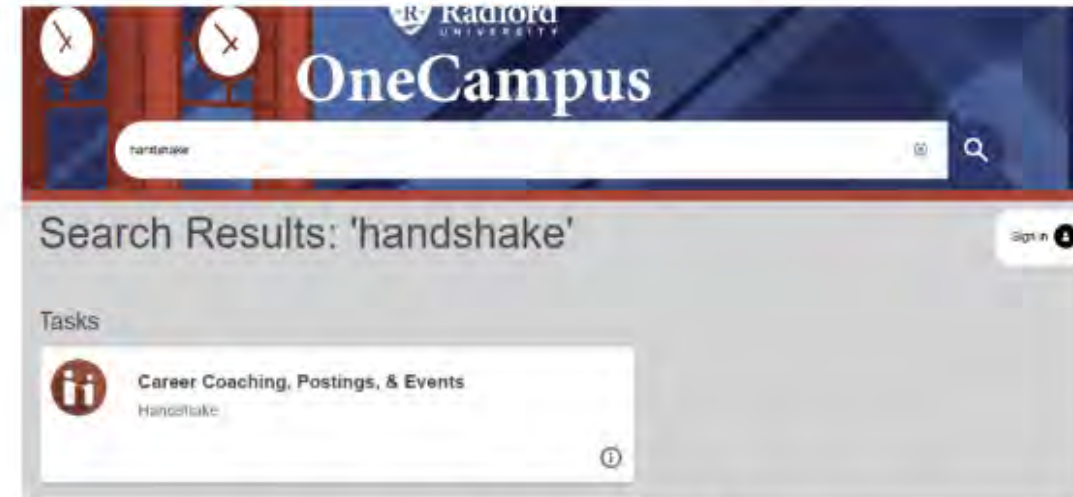 Radford
UNIVERSITY
OneCampus
handshake
Search Results: 'handshake'
Sign in
Tasks
Career Coaching, Postings, & Events
Handshake